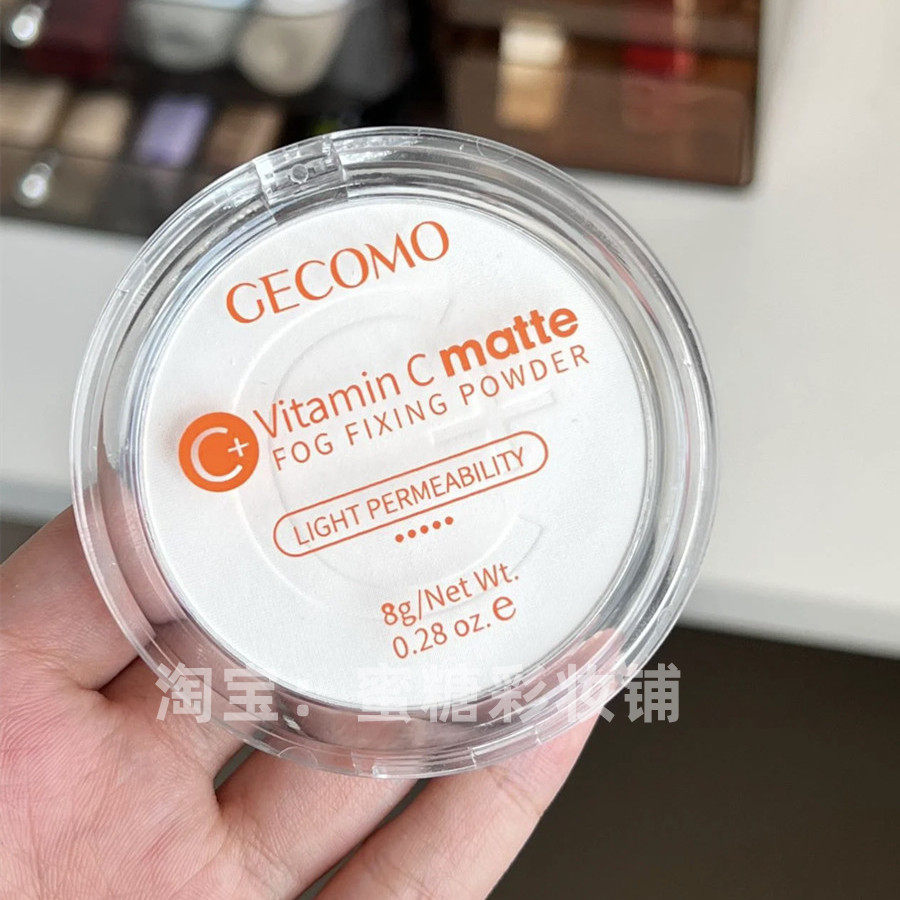 GECOMO
Vitamin C matte
C+
FOG FIXING POWDER
LIGHT PERMEABILITY
8g/Net Wt.
0.28 oz. e
淘宝：蜜糖彩妆铺